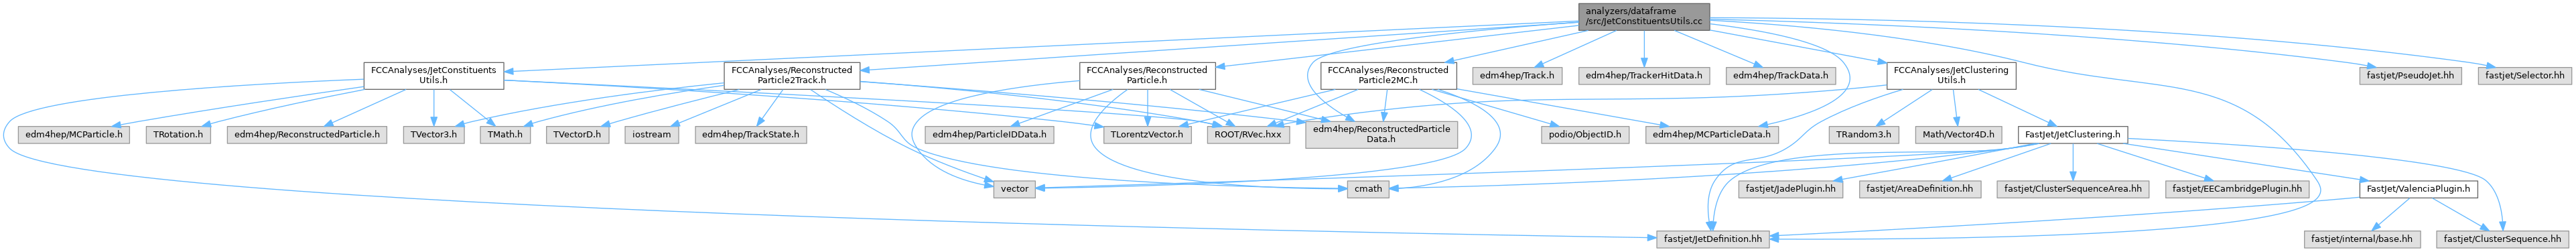 analyzers/dataframe
/src/JetConstituentsUtils.cc
FCCAnalyses/JetConstituents
Utils.h
FCCAnalyses/Reconstructed
Particle2Track.h
FCCAnalyses/Reconstructed
Particle.h
FCCAnalyses/Reconstructed
Particle2MC.h
edm4hep/Track.h
edm4hep/TrackerHitData.h
edm4hep/TrackData.h
FCCAnalyses/JetClustering
Utils.h
fastjet/PseudoJet.hh
fastjet/Selector.hh
edm4hep/MCParticle.h
TRotation.h
edm4hep/ReconstructedParticle.h
TVector3.h
TMath.h
TVectorD.h
iostream
edm4hep/TrackState.h
edm4hep/ParticleIDData.h
TLorentzVector.h
ROOT/RVec.hxx
edm4hep/ReconstructedParticle
Data.h
podio/ObjectID.h
edm4hep/MCParticleData.h
TRandom3.h
Math/Vector4D.h
FastJet/JetClustering.h
vector
cmath
fastjet/JadePlugin.hh
fastjet/AreaDefinition.hh
fastjet/ClusterSequenceArea.hh
fastjet/EECambridgePlugin.hh
FastJet/ValenciaPlugin.h
fastjet/JetDefinition.hh
fastjet/internal/base.hh
fastjet/ClusterSequence.hh